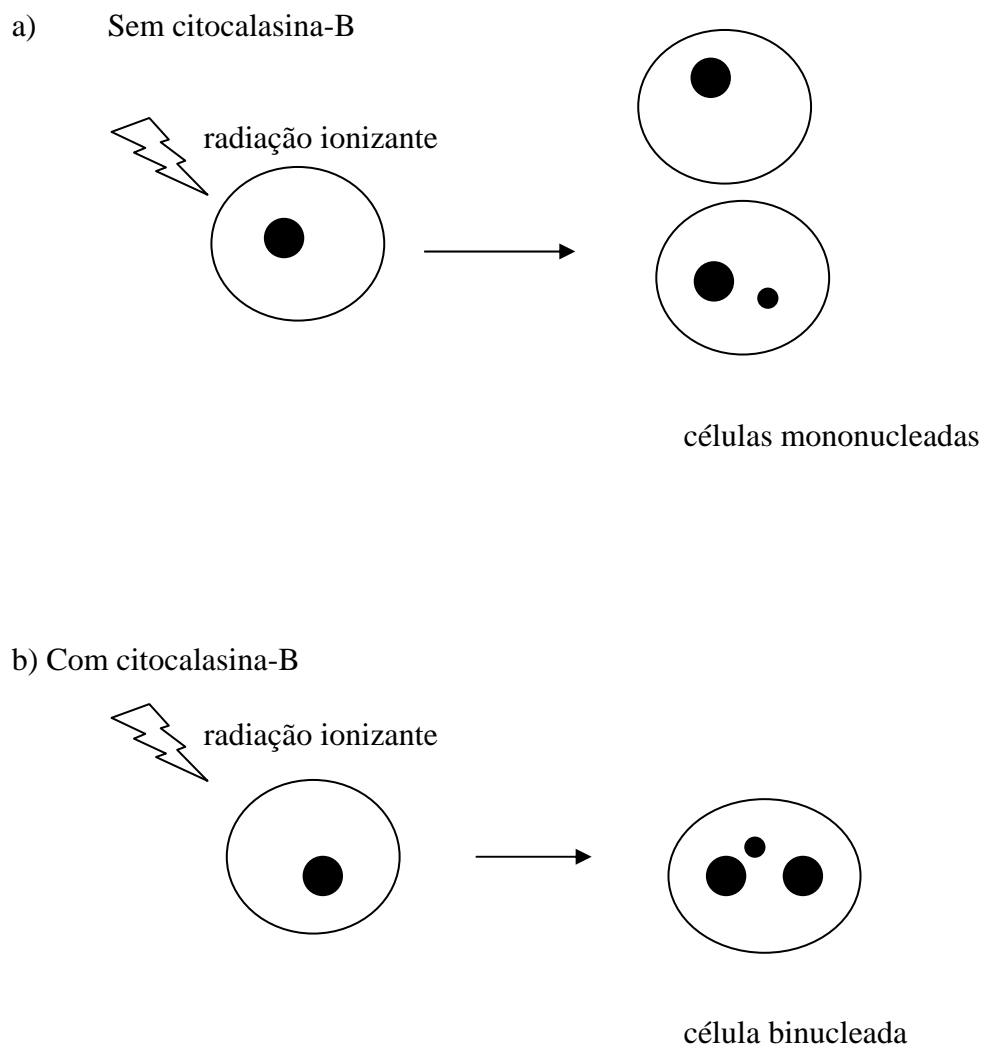 a) Sem citocalasina-B
radiação ionizante
células mononucleadas
b) Com citocalasina-B
radiação ionizante
célula binucleada